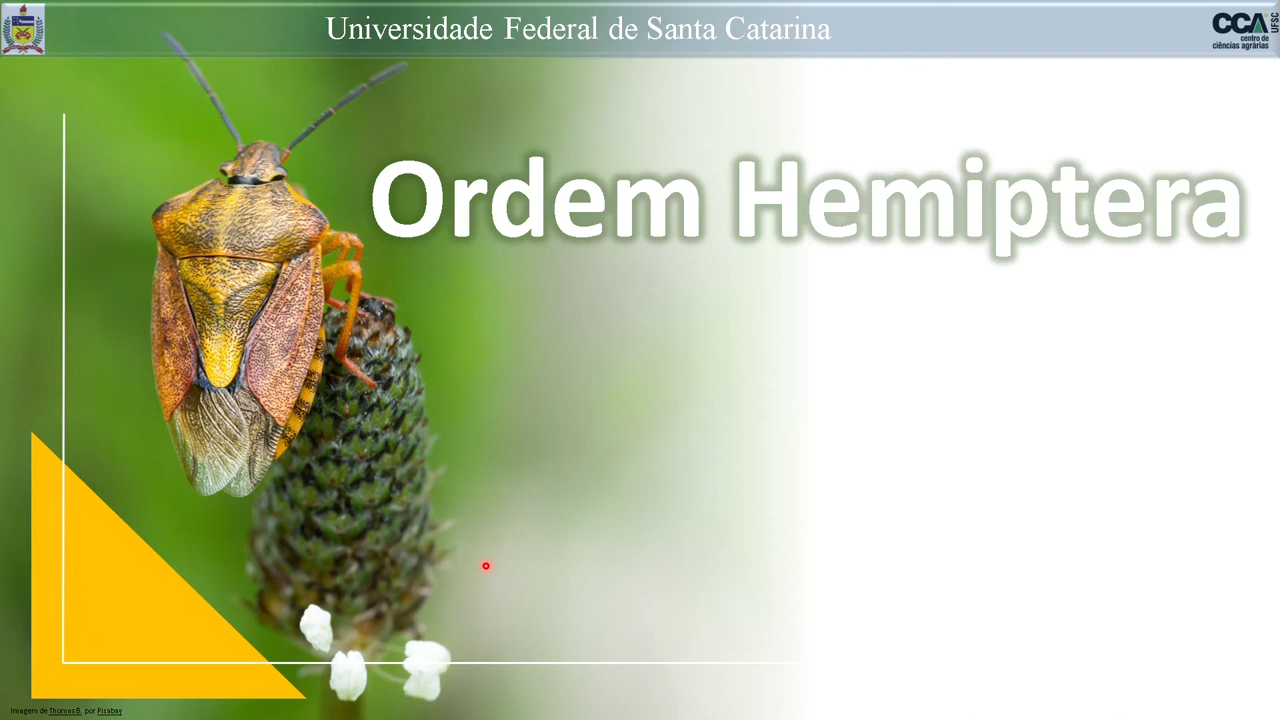 Universidade Federal de Santa Catarina
CCA
UFSC
centro de
ciências agrárias
Ordem Hemiptera
Imagem de Thomas B. por Pixabay